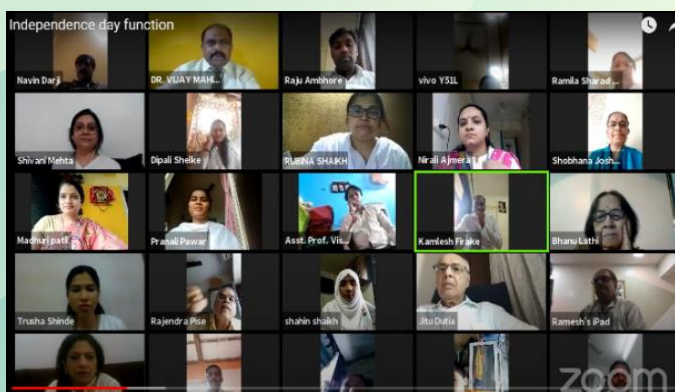 Independence day function
Navin Darji
DR. VIJAY MAH...
Raju Ambhore
vivo Y51L
Ramila Sharad ...
Shivani Mehta
Dipali Shelke
RUBINA SHAIKH
Nirali Ajmera
Shobhana Josh...
Madhuri patil
Pranali Pawar
Asst. Prof. Vis...
Kamlesh Firake
Bhanu Lathi
Trusha Shinde
Rajendra Pise
shahin shaikh
Jitu Dutia
Ramesh's iPad
zoom